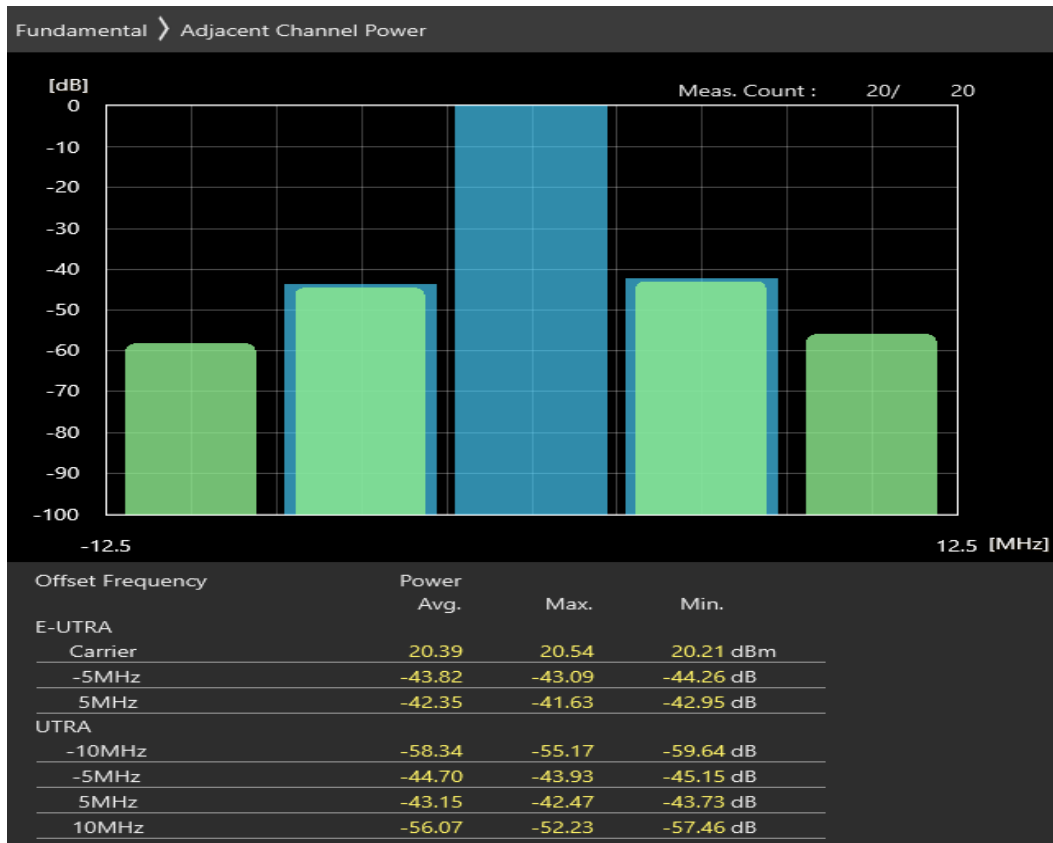 Fundamental 〉 Adjacent Channel Power
[dB]
Meas. Count : 20/ 20
0
-10
-20
-30
-40
-50
-60
-70
-80
-90
-100
-12.5 12.5 [MHz]
Offset Frequency Power
Avg. Max. Min.
E-UTRA
Carrier 20.39 20.54 20.21 dBm
-5MHz -43.82 -43.09 -44.26 dB
5MHz -42.35 -41.63 -42.95 dB
UTRA
-10MHz -58.34 -55.17 -59.64 dB
-5MHz -44.70 -43.93 -45.15 dB
5MHz -43.15 -42.47 -43.73 dB
10MHz -56.07 -52.23 -57.46 dB